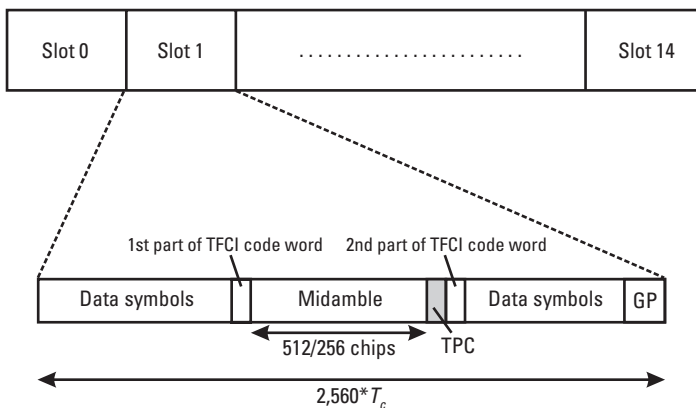 Slot 0 Slot 1 ........................ Slot 14
1st part of TFCI code word 2nd part of TFCI code word
Data symbols Midamble Data symbols GP
512/256 chips TPC
2,560*Tc